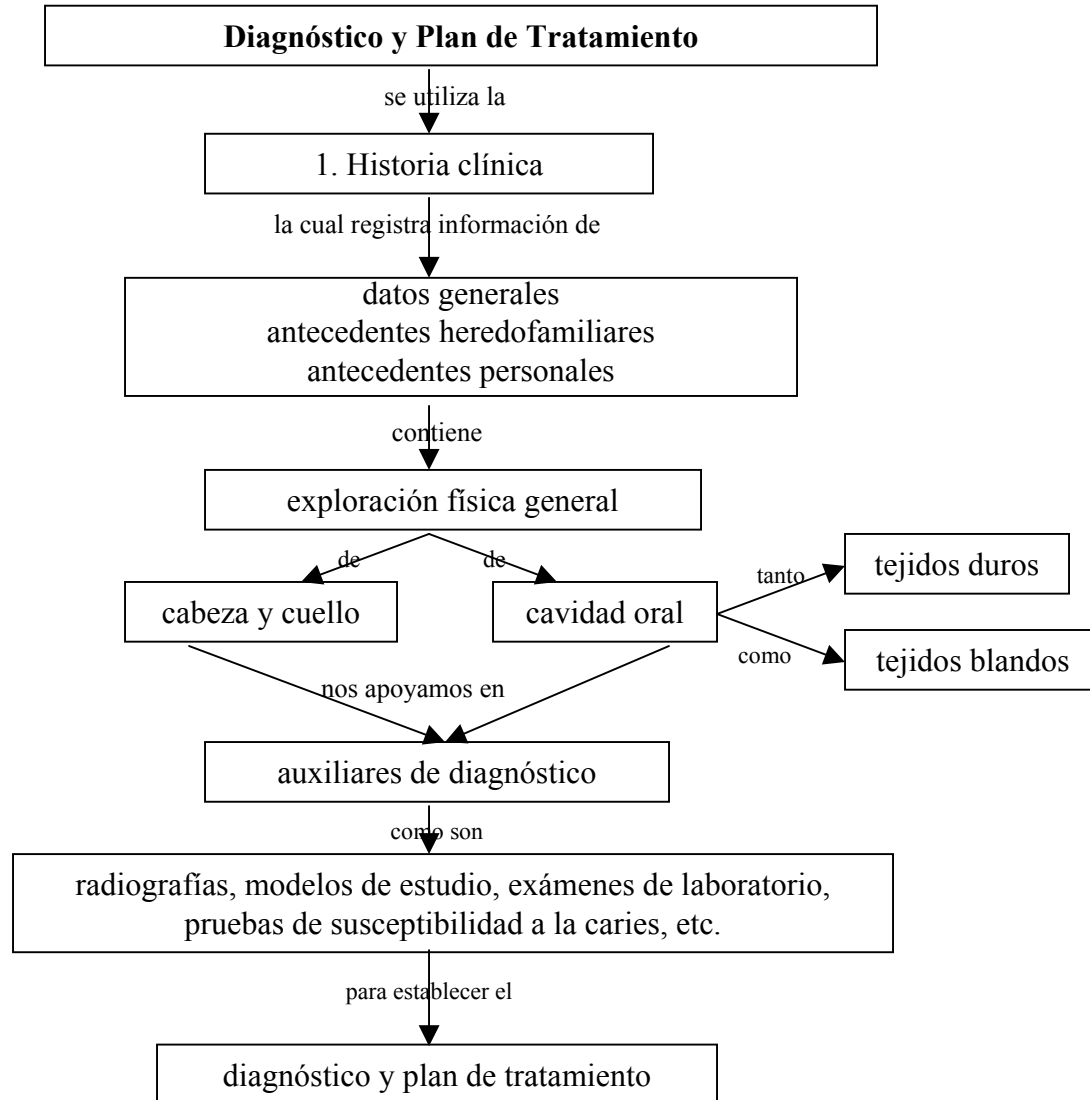 Diagnóstico y Plan de Tratamiento
se utiliza la
1. Historia clínica
la cual registra información de
datos generales
antecedentes heredofamiliares
antecedentes personales
contiene
exploración física general
de
de
cabeza y cuello
cavidad oral
tanto
tejidos duros
como
tejidos blandos
nos apoyamos en
auxiliares de diagnóstico
como son
radiografías, modelos de estudio, exámenes de laboratorio,
pruebas de susceptibilidad a la caries, etc.
para establecer el
diagnóstico y plan de tratamiento